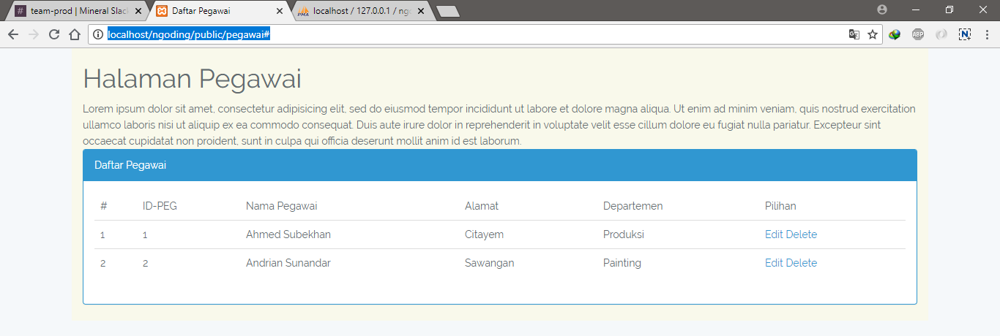 team-prod | Mineral Slack
Daftar Pegawai
localhost / 127.0.0.1 / ngo
localhost/ngoding/public/pegawai#
ABP
N
Halaman Pegawai
Lorem ipsum dolor sit amet, consectetur adipisicing elit, sed do eiusmod tempor incididunt ut labore et dolore magna aliqua. Ut enim ad minim veniam, quis nostrud exercitation
ullamco laboris nisi ut aliquip ex ea commodo consequat. Duis aute irure dolor in reprehenderit in voluptate velit esse cillum dolore eu fugiat nulla pariatur. Excepteur sint
occaecat cupidatat non proident, sunt in culpa qui officia deserunt mollit anim id est laborum.
Daftar Pegawai
# ID-PEG Nama Pegawai Alamat Departemen Pilihan
1 1 Ahmed Subekhan Citayem Produksi Edit Delete
2 2 Andrian Sunandar Sawangan Painting Edit Delete